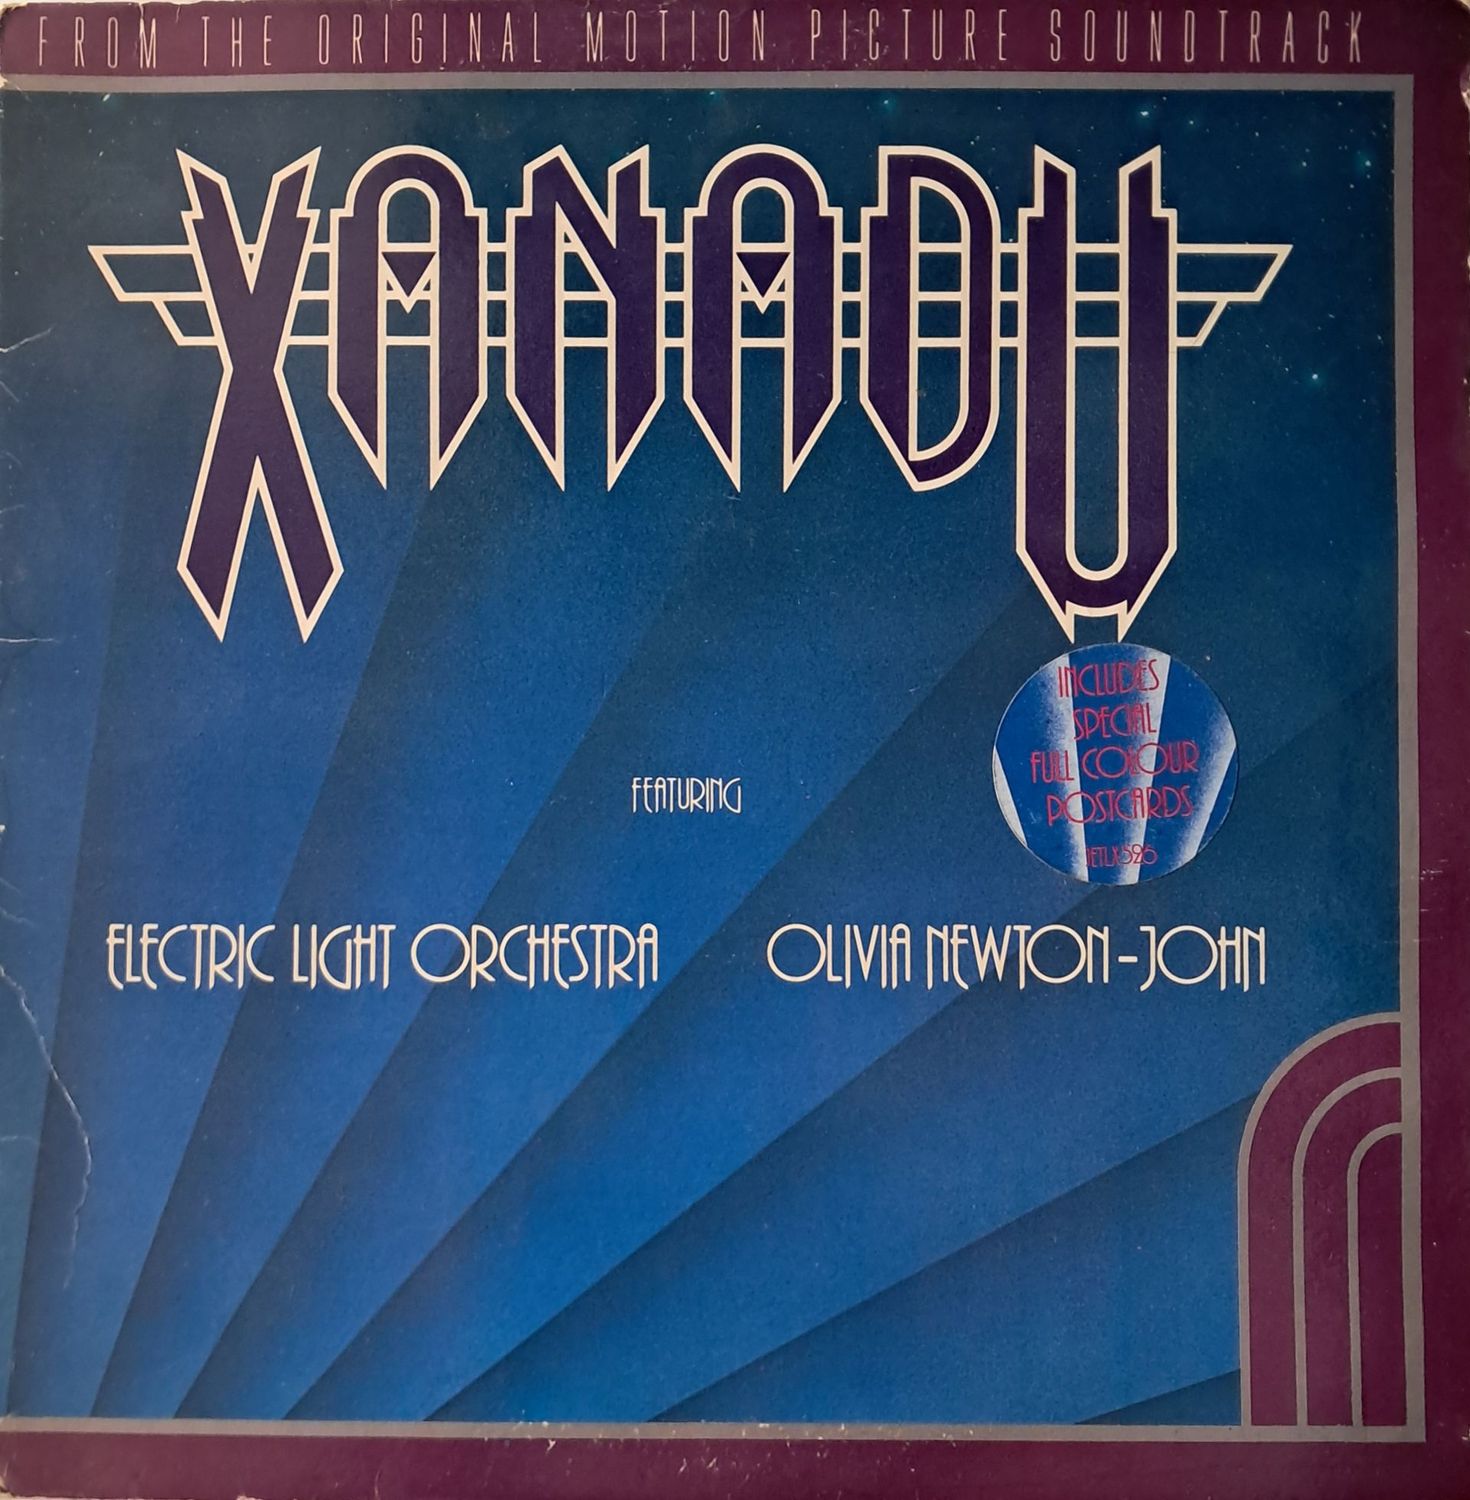 FROM THE ORIGINAL MOTION PICTURE SOUNDTRACK
XANADU
INCLUDES
SPECIAL
FULL COLOUR
POSTCARDS
JETLX526
FEATURING
ELECTRIC LIGHT ORCHESTRA OLIVIA NEWTON-JOHN